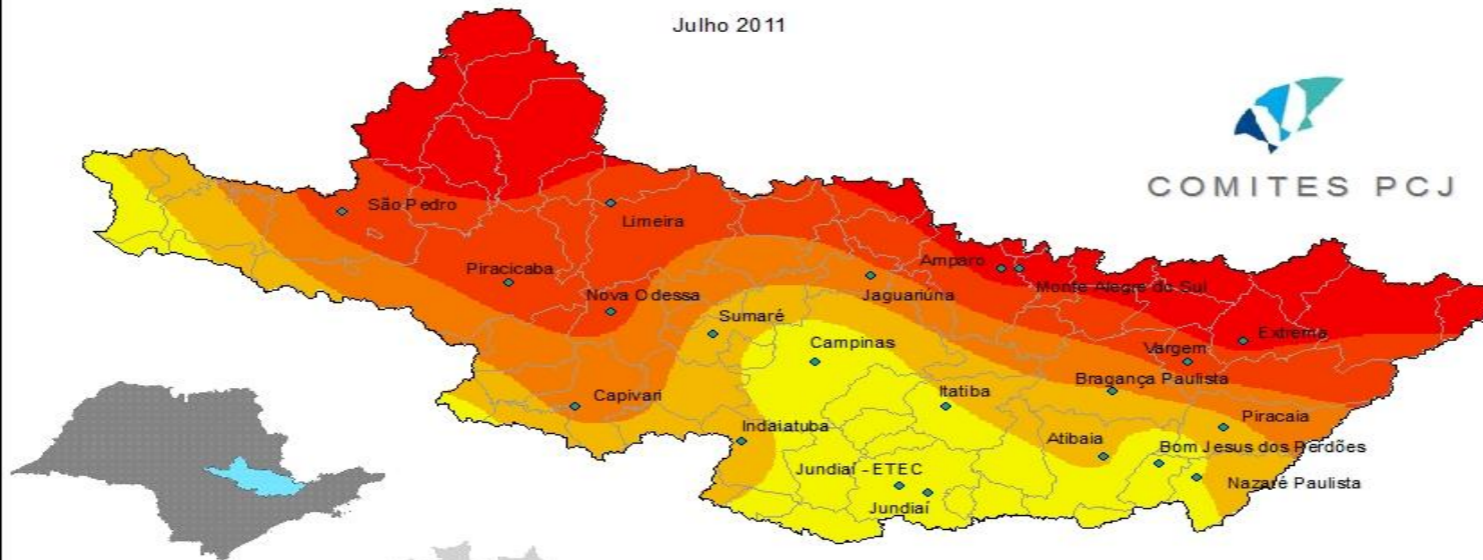 Julho 2011
COMITES PCJ
São Pedro
Limeira
Piracicaba
Amparo
Monte Alegre do Sul
Nova Odessa
Jaguariúna
Sumaré
Extrema
Campinas
Vargem
Bragança Paulista
Capivari
Itatiba
Piracaia
Indaiatuba
Atibaia
Bom Jesus dos Perdões
Jundiaí - ETEC
Nazaré Paulista
Jundiaí